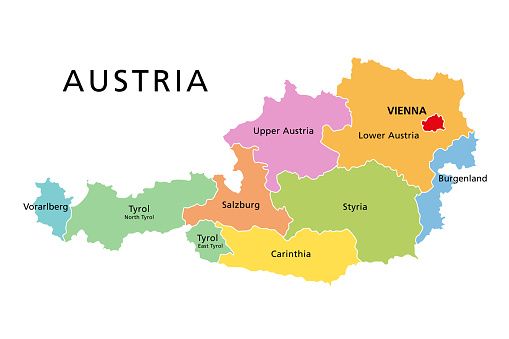 AUSTRIA
VIENNA
Upper Austria
Lower Austria
Burgenland
Vorarlberg
Tyrol
North Tyrol
Salzburg
Styria
Tyrol
East Tyrol
Carinthia